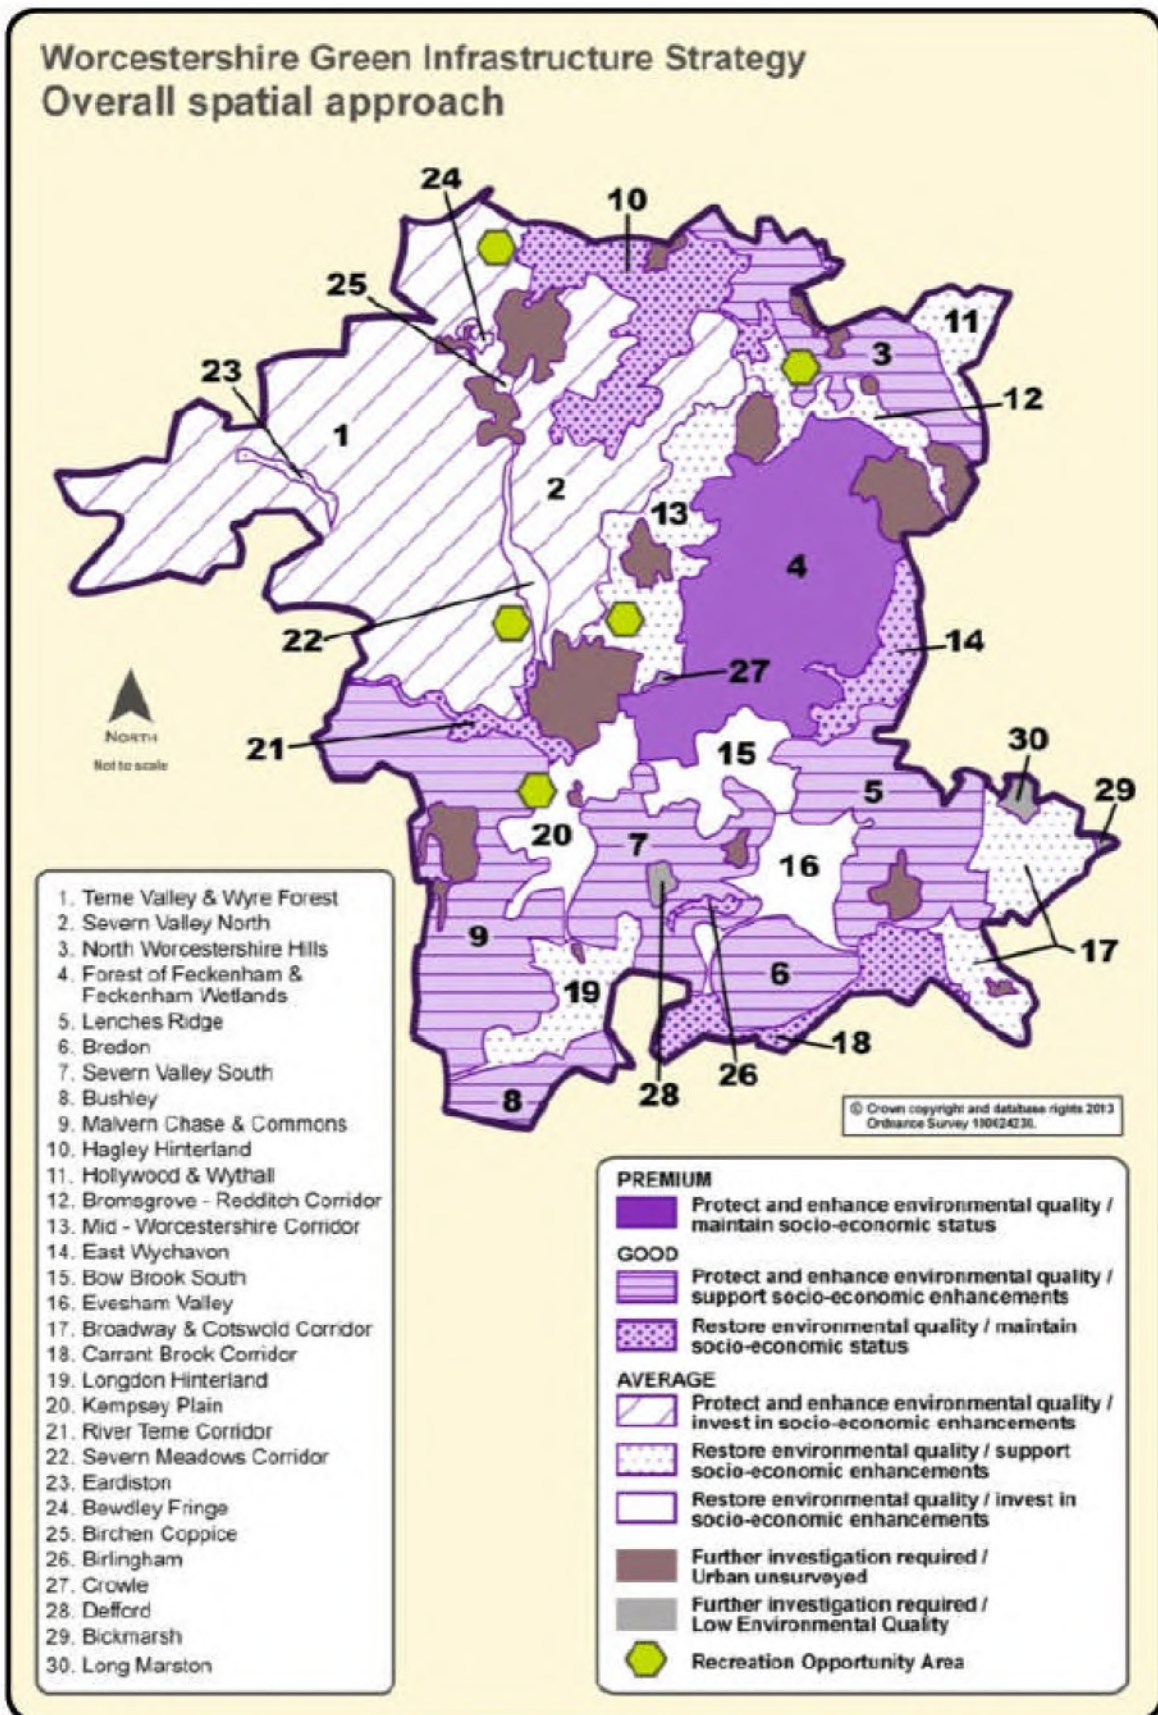 Worcestershire Green Infrastructure Strategy
Overall spatial approach
24
10
25
11
3
23
12
1
2
13
4
22
14
27
NORTH
Not to scale
21
15
30
5
29
20
7
16
9
17
19
6
18
26
28
8
© Crown copyright and database rights 2013
Ordnance Survey 100024230.
1. Teme Valley & Wyre Forest
2. Severn Valley North
3. North Worcestershire Hills
4. Forest of Feckenham &
Feckenham Wetlands
5. Lenches Ridge
6. Bredon
7. Severn Valley South
8. Bushley
9. Malvern Chase & Commons
10. Hagley Hinterland
11. Hollywood & Wythall
12. Bromsgrove - Redditch Corridor
13. Mid - Worcestershire Corridor
14. East Wychavon
15. Bow Brook South
16. Evesham Valley
17. Broadway & Cotswold Corridor
18. Carrant Brook Corridor
19. Longdon Hinterland
20. Kempsey Plain
21. River Teme Corridor
22. Severn Meadows Corridor
23. Eardiston
24. Bewdley Fringe
25. Birchen Coppice
26. Birlingham
27. Crowle
28. Defford
29. Bickmarsh
30. Long Marston
PREMIUM
Protect and enhance environmental quality /
maintain socio-economic status
GOOD
Protect and enhance environmental quality /
support socio-economic enhancements
Restore environmental quality / maintain
socio-economic status
AVERAGE
Protect and enhance environmental quality /
invest in socio-economic enhancements
Restore environmental quality / support
socio-economic enhancements
Restore environmental quality / invest in
socio-economic enhancements
Further investigation required /
Urban unsurveyed
Further investigation required /
Low Environmental Quality
Recreation Opportunity Area